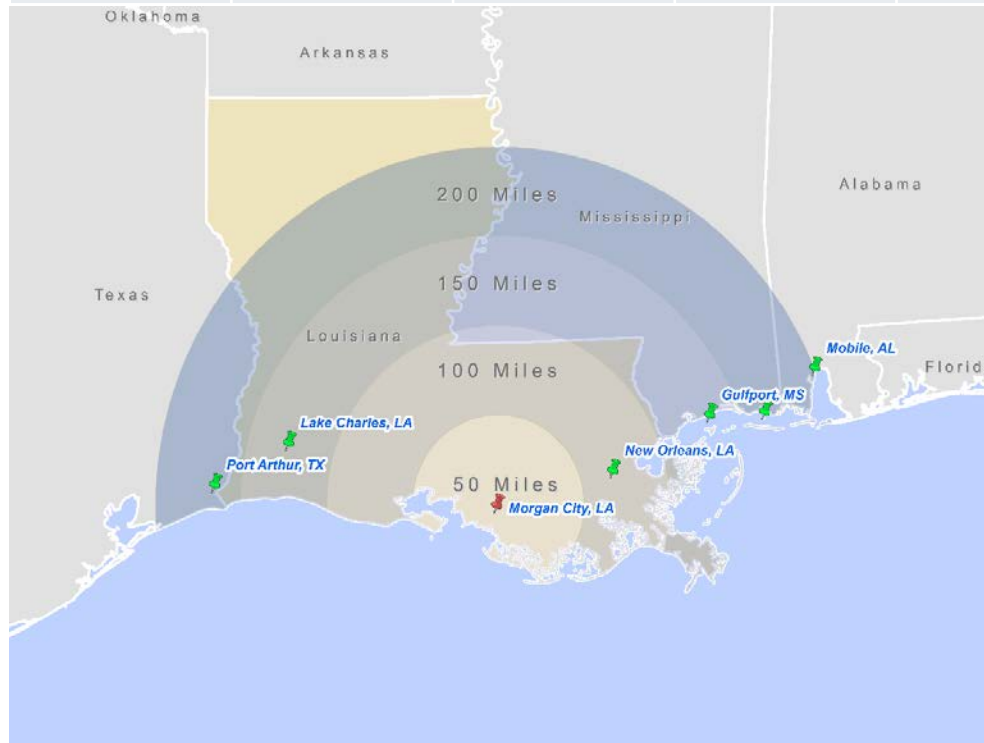 Oklahoma
Arkansas
200 Miles
Alabama
Mississippi
150 Miles
Texas
Louisiana
Mobile, AL
100 Miles
Florid
Gulfport, MS
Lake Charles, LA
New Orleans, LA
Port Arthur, TX
50 Miles
Morgan City, LA